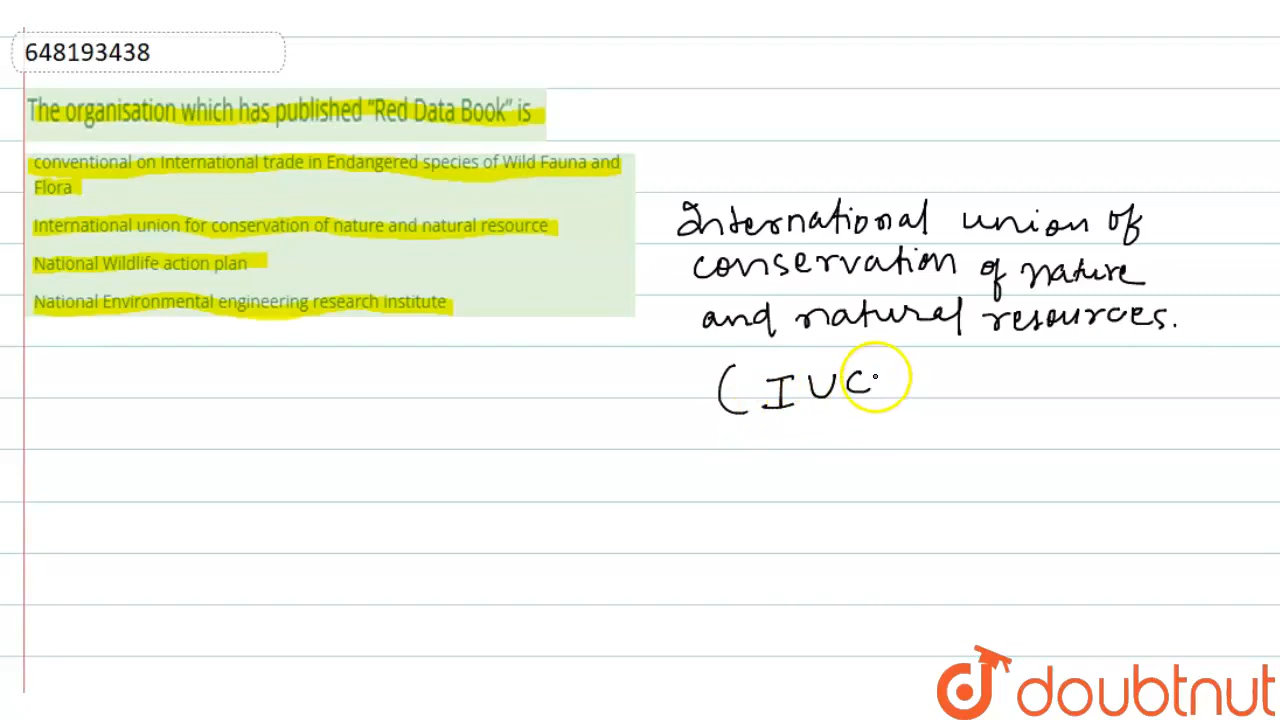 648193438
The organisation which has published “Red Data Book” is
conventional on International trade in Endangered species of Wild Fauna and
Flora
International union for conservation of nature and natural resource
National Wildlife action plan
National Environmental engineering research institute
International union of
conservation of nature
and natural resources.
(IUC
doubtnut